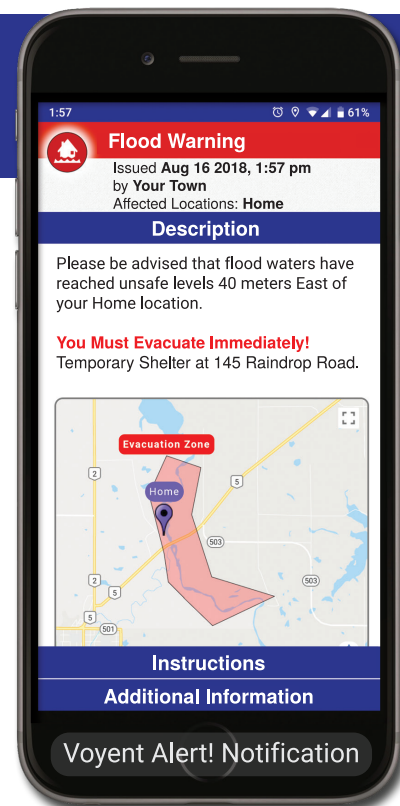 1:57
61%
Flood Warning
Issued Aug 16 2018, 1:57 pm
by Your Town
Affected Locations: Home
Description
Please be advised that flood waters have
reached unsafe levels 40 meters East of
your Home location.
You Must Evacuate Immediately!
Temporary Shelter at 145 Raindrop Road.
Evacuation Zone
2
5
Home
503
2
5
503
5
501
Instructions
Additional Information
Voyent Alert! Notification